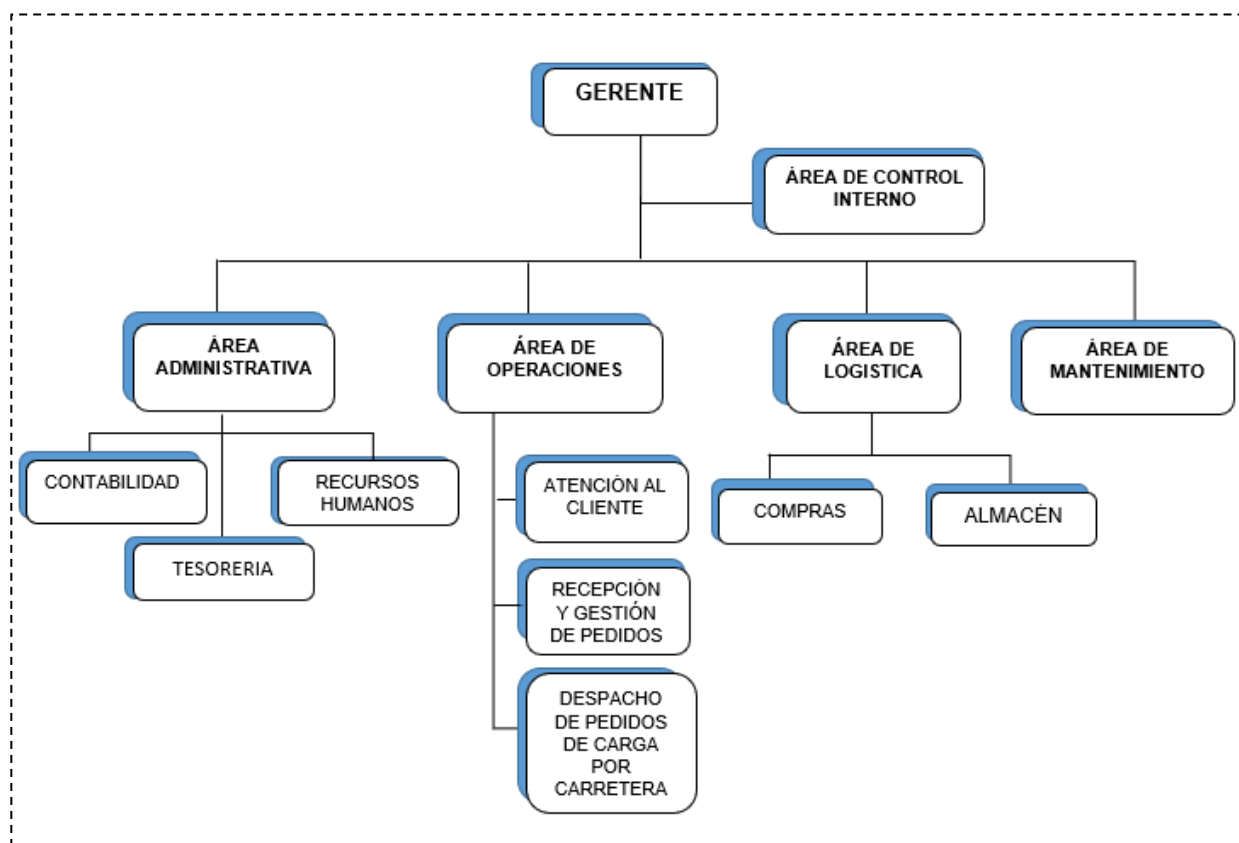 GERENTE
ÁREA DE CONTROL
INTERNO
ÁREA
ADMINISTRATIVA
ÁREA DE
OPERACIONES
ÁREA DE
LOGISTICA
ÁREA DE
MANTENIMIENTO
CONTABILIDAD
RECURSOS
HUMANOS
TESORERIA
ATENCIÓN AL
CLIENTE
RECEPCIÓN
Y GESTIÓN
DE PEDIDOS
DESPACHO
DE PEDIDOS
DE CARGA
POR
CARRETERA
COMPRAS
ALMACÉN